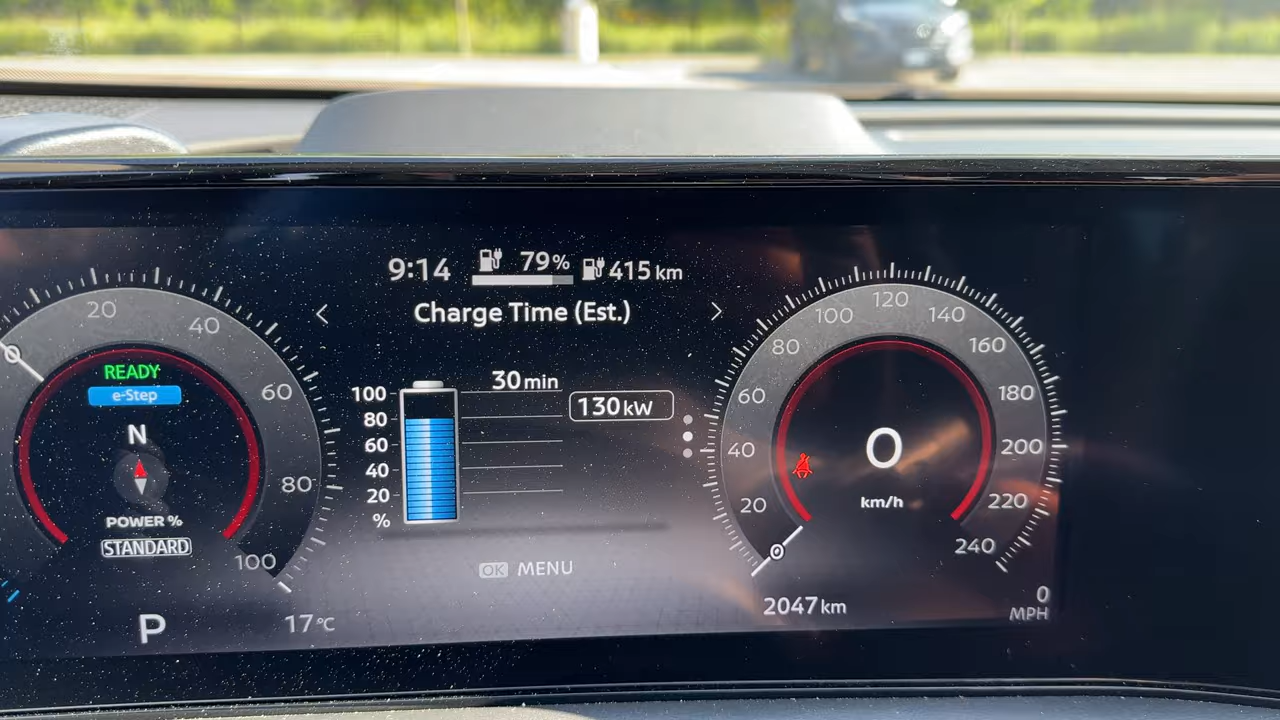 9:14 79% 415 km
Charge Time (Est.)
0 20 40 60 80 100
READY
e-Step
N
POWER %
STANDARD
P
17°C
30 min
130 kW
100
80
60
40
20
%
OK MENU
0 20 40 60 80 100 120 140 160 180 200 220 240
0
km/h
2047 km
0
MPH